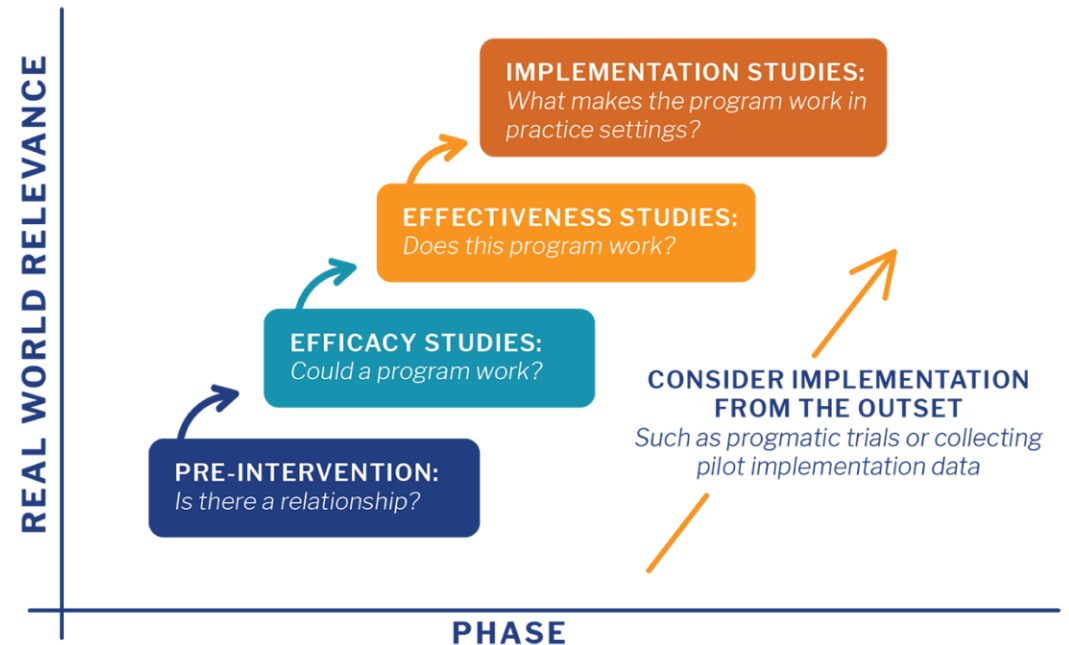 REAL WORLD RELEVANCE
IMPLEMENTATION STUDIES:
What makes the program work in
practice settings?
EFFECTIVENESS STUDIES:
Does this program work?
EFFICACY STUDIES:
Could a program work?
PRE-INTERVENTION:
Is there a relationship?
CONSIDER IMPLEMENTATION
FROM THE OUTSET
Such as progmatic trials or collecting
pilot implementation data
PHASE